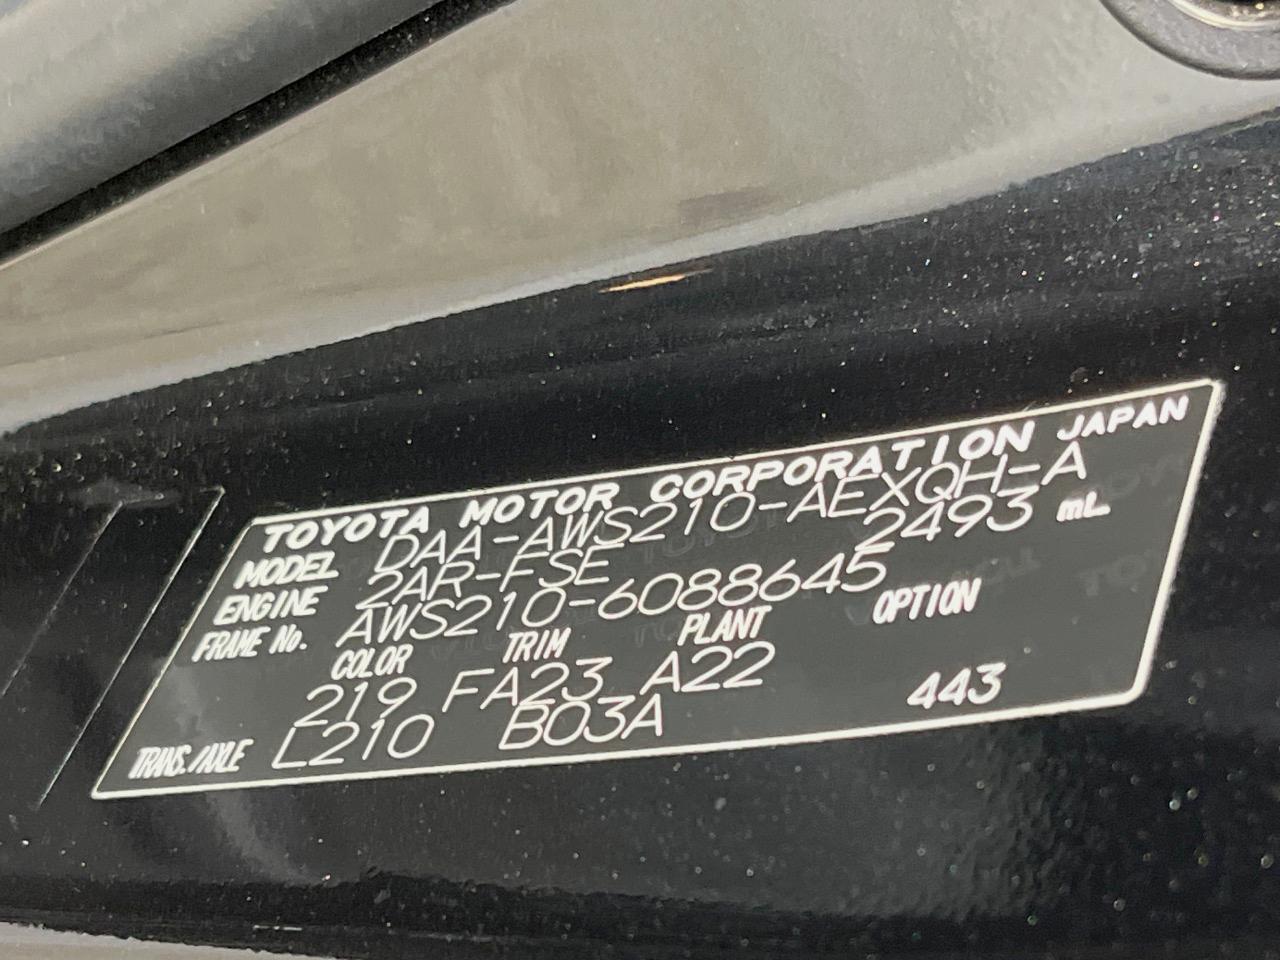 TOYOTA MOTOR CORPORATION JAPAN
MODEL DAA-AWS210-AEXQH-A
ENGINE 2AR-FSE 2493 mL
FRAME No. AWS210-6088645
COLOR TRIM PLANT OPTION
219 FA23 A22
TRANS./AXLE L210 B03A 443